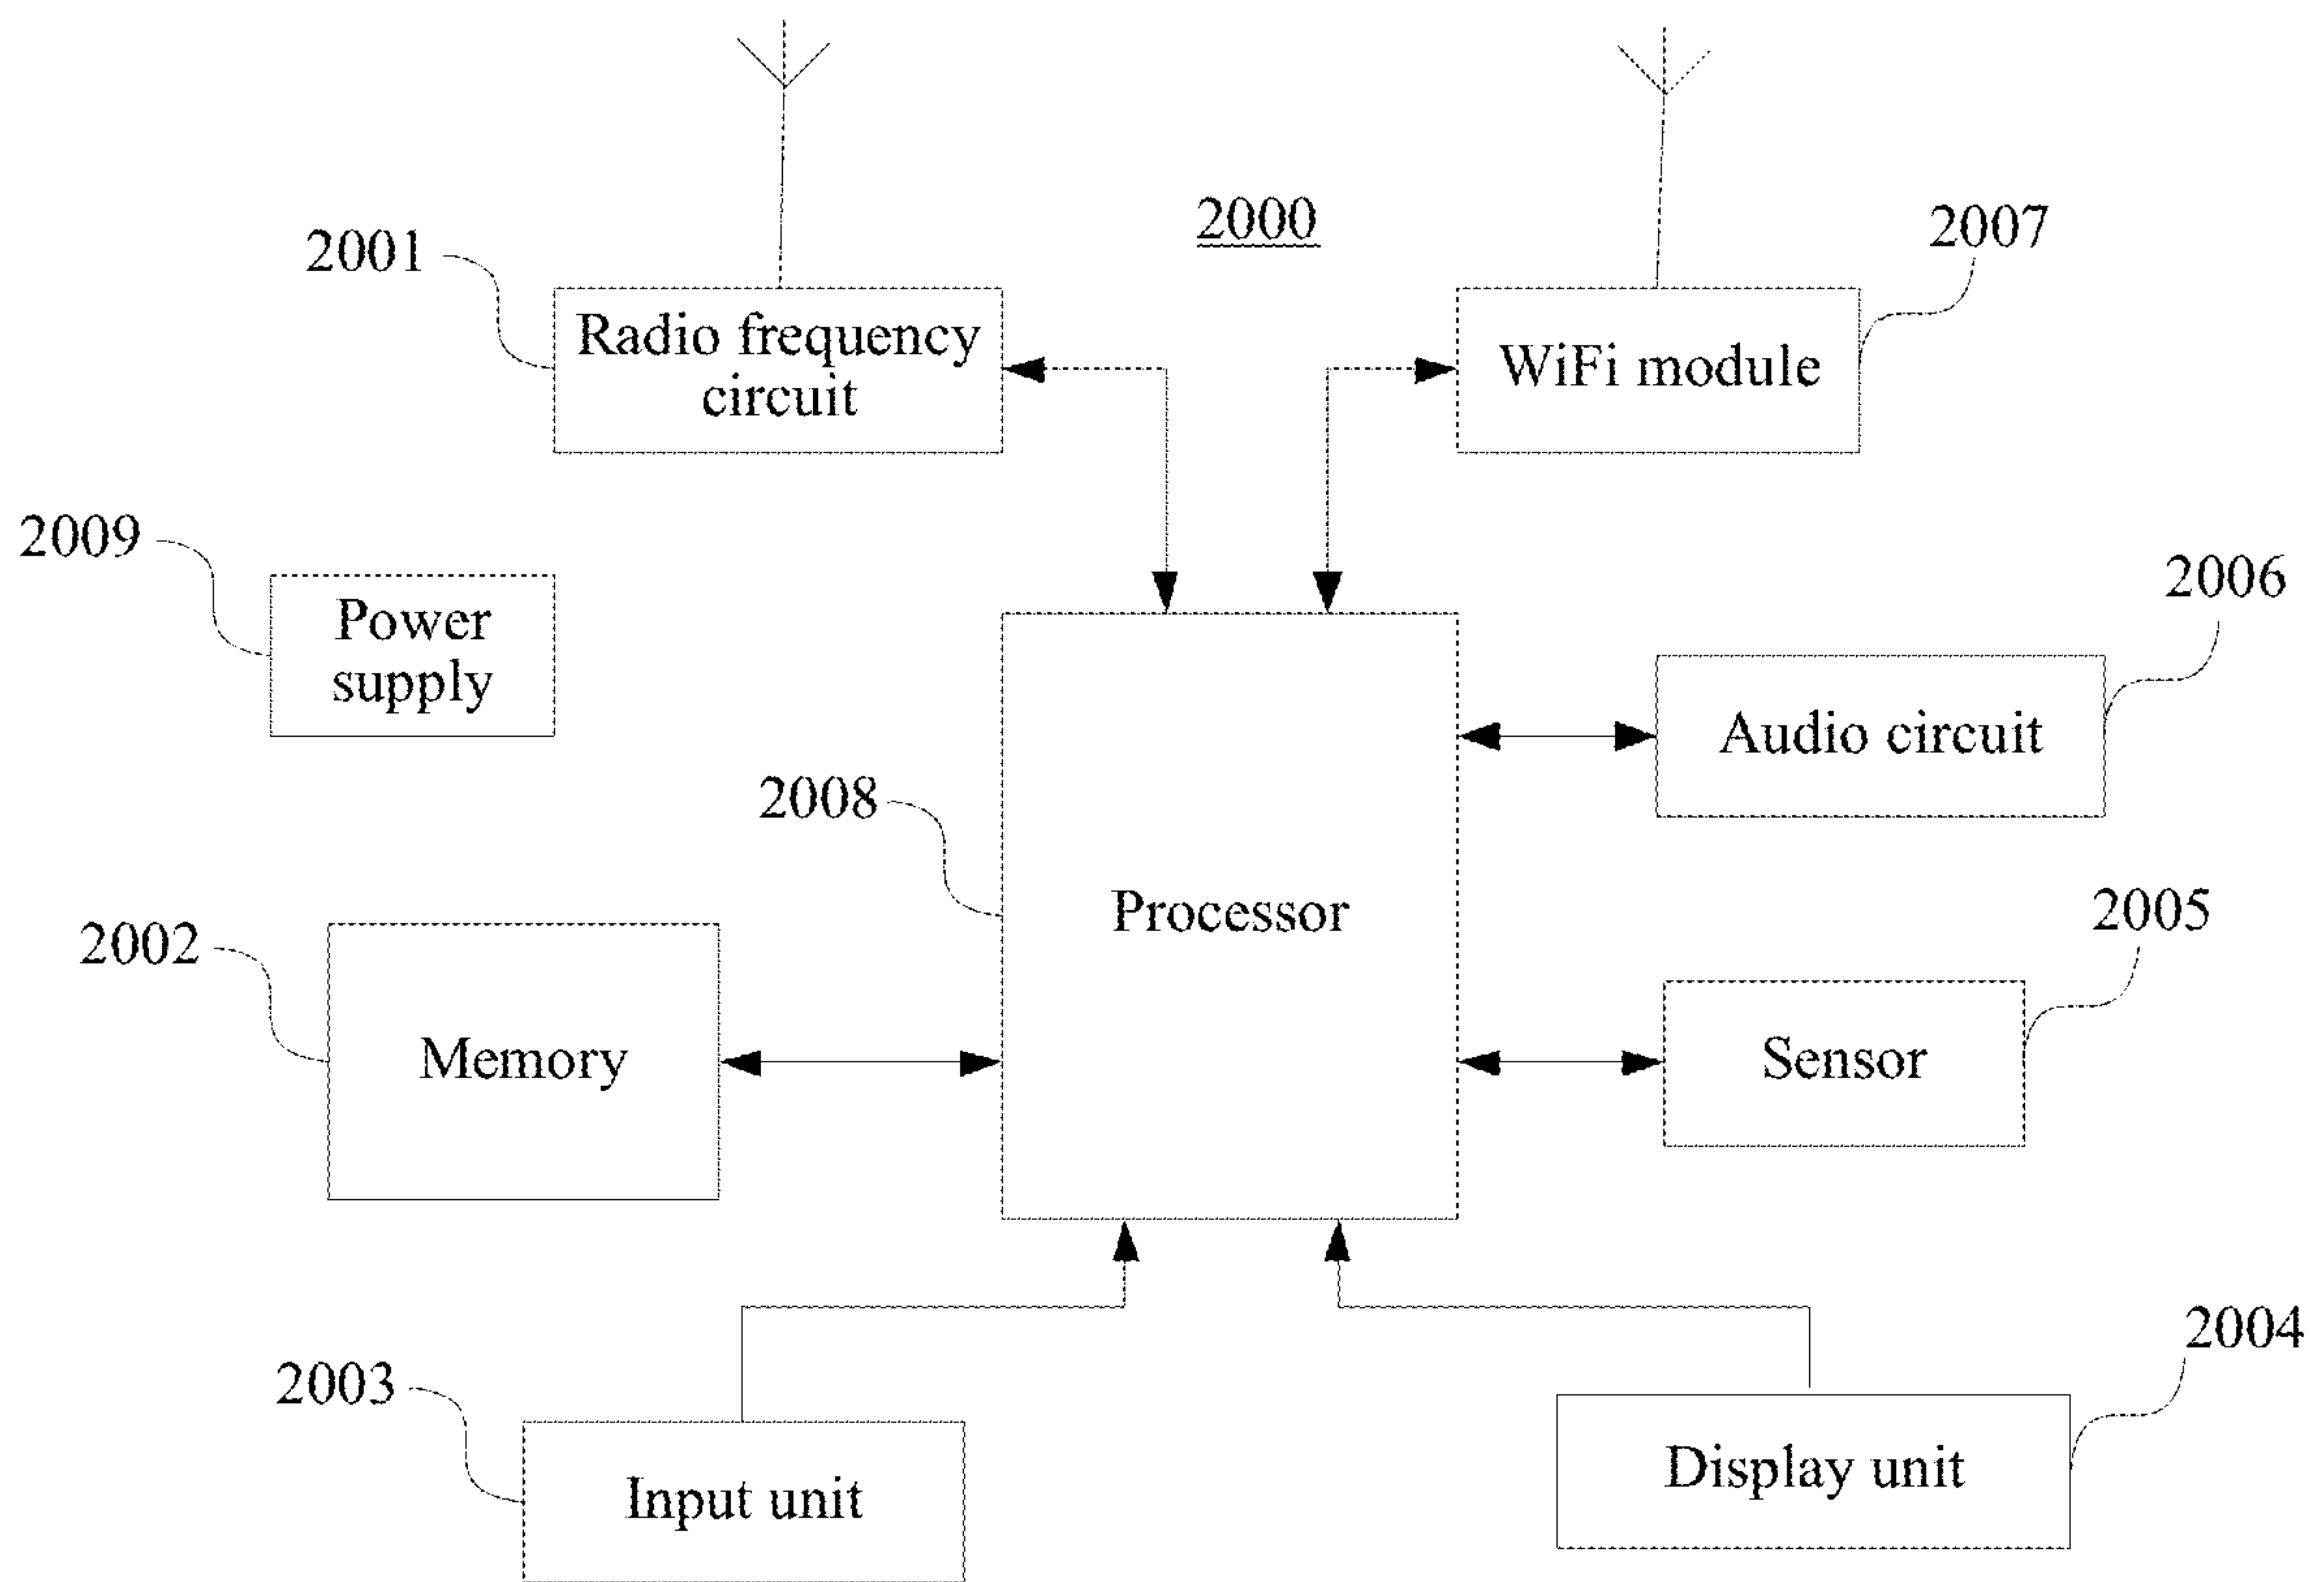 2000
2001
2007
Radio frequency
circuit
WiFi module
2009
Power
supply
2006
Audio circuit
2008
Processor
2002
Memory
2005
Sensor
2003
Input unit
2004
Display unit